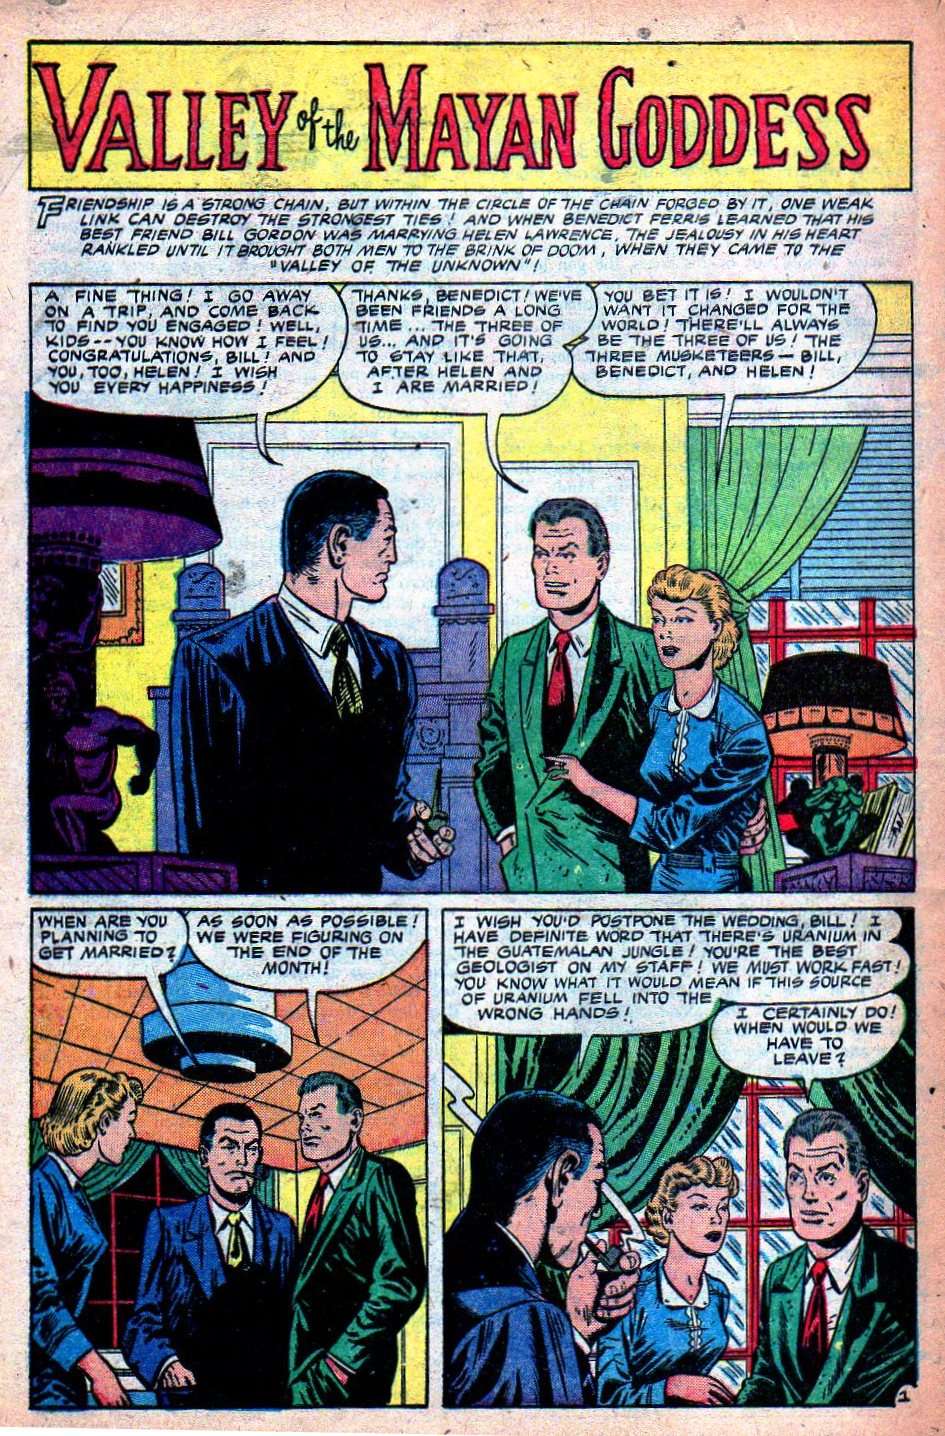 VALLEY of the MAYAN GODDESS
FRIENDSHIP IS A STRONG CHAIN, BUT WITHIN THE CIRCLE OF THE CHAIN FORGED BY IT, ONE WEAK
LINK CAN DESTROY THE STRONGEST TIES! AND WHEN BENEDICT FERRIS LEARNED THAT HIS
BEST FRIEND BILL GORDON WAS MARRYING HELEN LAWRENCE, THE JEALOUSY IN HIS HEART
RANKLED UNTIL IT BROUGHT BOTH MEN TO THE BRINK OF DOOM, WHEN THEY CAME TO THE
"VALLEY OF THE UNKNOWN"!
A FINE THING! I GO AWAY
ON A TRIP, AND COME BACK
TO FIND YOU ENGAGED! WELL,
KIDS--YOU KNOW HOW I FEEL!
CONGRATULATIONS, BILL! AND
YOU, TOO, HELEN! I WISH
YOU EVERY HAPPINESS!
THANKS, BENEDICT! WE'VE
BEEN FRIENDS A LONG
TIME... THE THREE OF
US... AND IT'S GOING
TO STAY LIKE THAT,
AFTER HELEN AND
I ARE MARRIED!
YOU BET IT IS! I WOULDN'T
WANT IT CHANGED FOR THE
WORLD! THERE'LL ALWAYS
BE THE THREE OF US! THE
THREE MUSKETEERS--BILL,
BENEDICT, AND HELEN!
WHEN ARE YOU
PLANNING TO
GET MARRIED?
AS SOON AS POSSIBLE!
WE WERE FIGURING ON
THE END OF THE
MONTH!
I WISH YOU'D POSTPONE THE WEDDING, BILL! I
HAVE DEFINITE WORD THAT THERE'S URANIUM IN
THE GUATEMALAN JUNGLE! YOU'RE THE BEST
GEOLOGIST ON MY STAFF! WE MUST WORK FAST!
YOU KNOW WHAT IT WOULD MEAN IF THIS SOURCE
OF URANIUM FELL INTO THE
WRONG HANDS!
I CERTAINLY DO!
WHEN WOULD WE
HAVE TO
LEAVE?
1